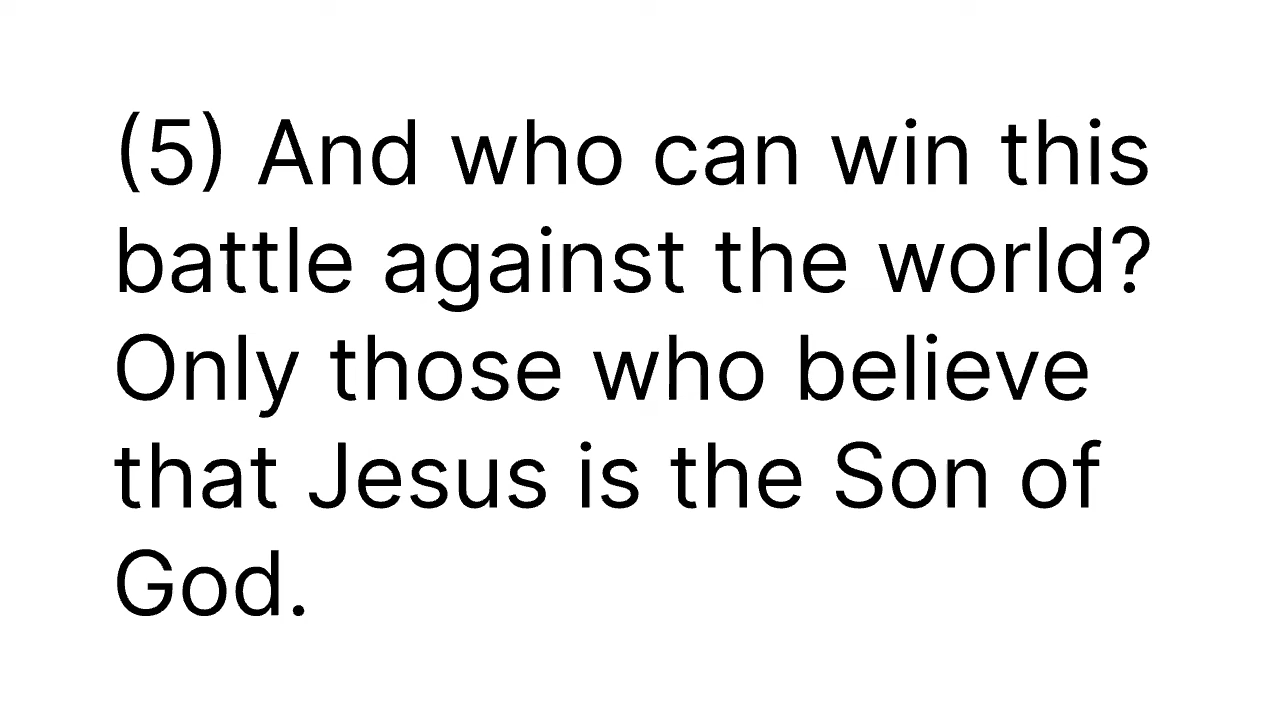 (5) And who can win this
battle against the world?
Only those who believe
that Jesus is the Son of
God.